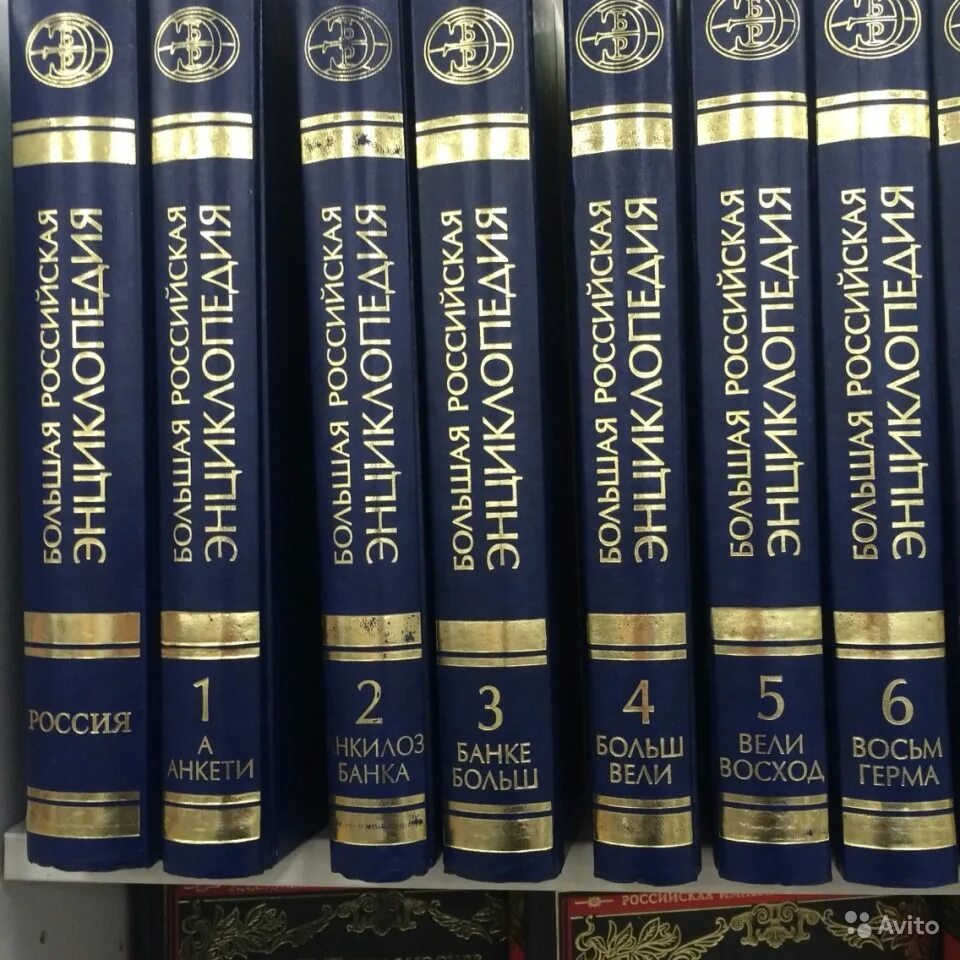 БОЛЬШАЯ РОССИЙСКАЯ
ЭНЦИКЛОПЕДИЯ
РОССИЯ
БОЛЬШАЯ РОССИЙСКАЯ
ЭНЦИКЛОПЕДИЯ
1
А
АНКЕТИ
БОЛЬШАЯ РОССИЙСКАЯ
ЭНЦИКЛОПЕДИЯ
2
НКИЛОЗ
БАНКА
БОЛЬШАЯ РОССИЙСКАЯ
ЭНЦИКЛОПЕДИЯ
3
БАНКЕ
БОЛЬШ
БОЛЬШАЯ РОССИЙСКАЯ
ЭНЦИКЛОПЕДИЯ
4
БОЛЬШ
ВЕЛИ
БОЛЬШАЯ РОССИЙСКАЯ
ЭНЦИКЛОПЕДИЯ
5
ВЕЛИ
ВОСХОД
БОЛЬШАЯ РОССИЙСКАЯ
ЭНЦИКЛОПЕДИЯ
6
ВОСЬМ
ГЕРМА
РОССИЙСКАЯ
Avito